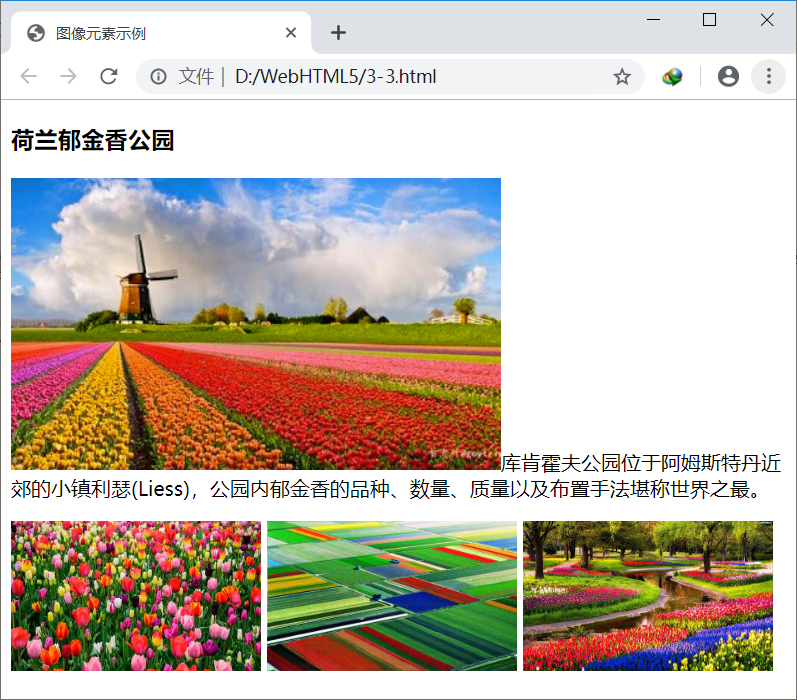 图像元素示例
文件 | D:/WebHTML5/3-3.html
荷兰郁金香公园
库肯霍夫公园位于阿姆斯特丹近
郊的小镇利瑟(Liess)，公园内郁金香的品种、数量、质量以及布置手法堪称世界之最。